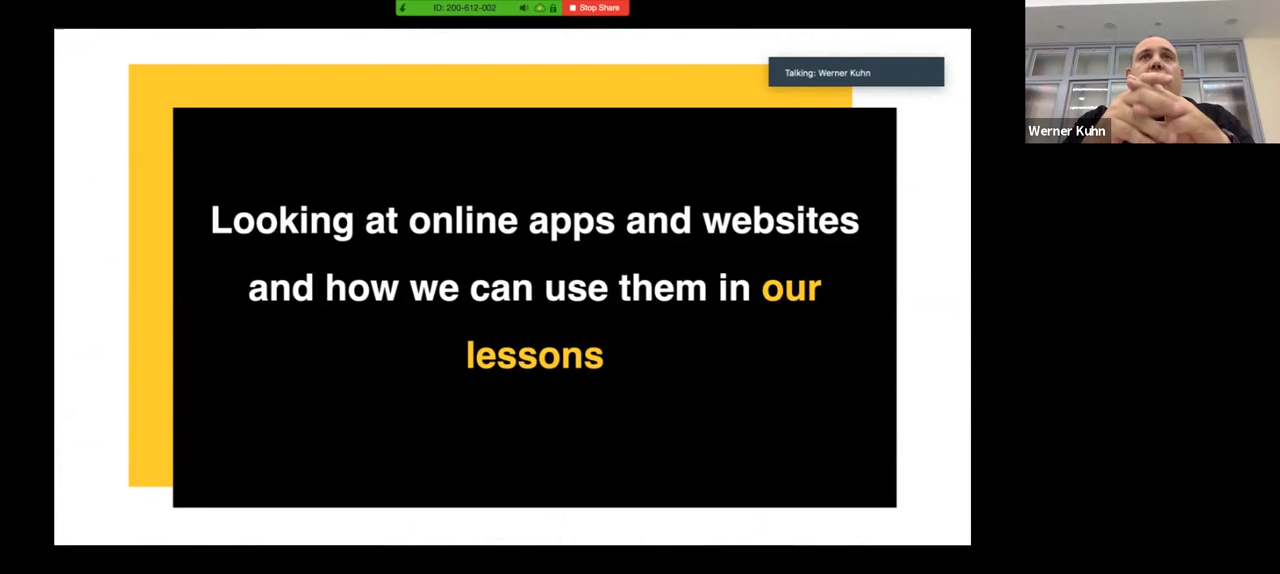 ID: 200-612-002
Stop Share
Talking: Werner Kuhn
Werner Kuhn
Looking at online apps and websites
and how we can use them in our
lessons